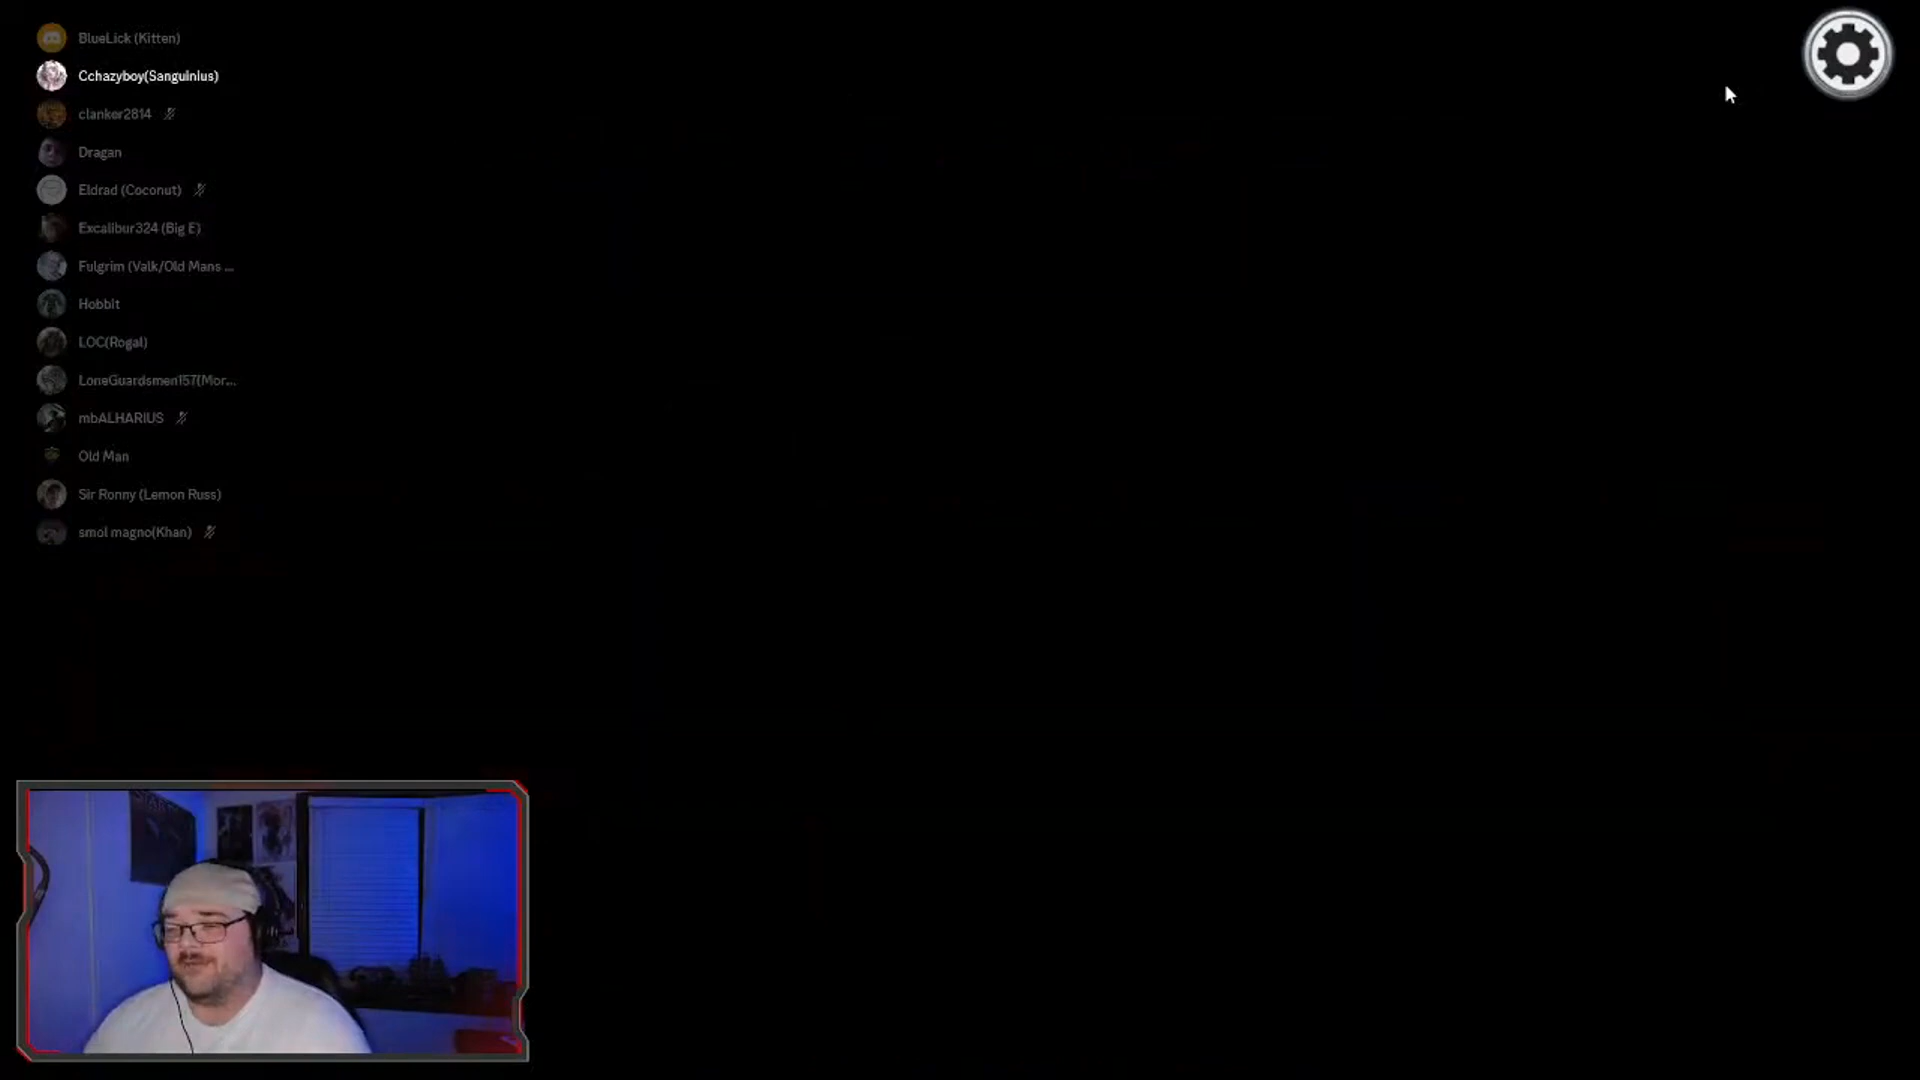 BlueLick (Kitten)
Cchazyboy(Sanguinius)
clanker2814
Dragan
Eldrad (Coconut)
Excalibur324 (Big E)
Fulgrim (Valk/Old Mans ...
Hobbit
LOC(Rogal)
LoneGuardsmen157(Mor...
mbALHARIUS
Old Man
Sir Ronny (Lemon Russ)
smol magno(Khan)